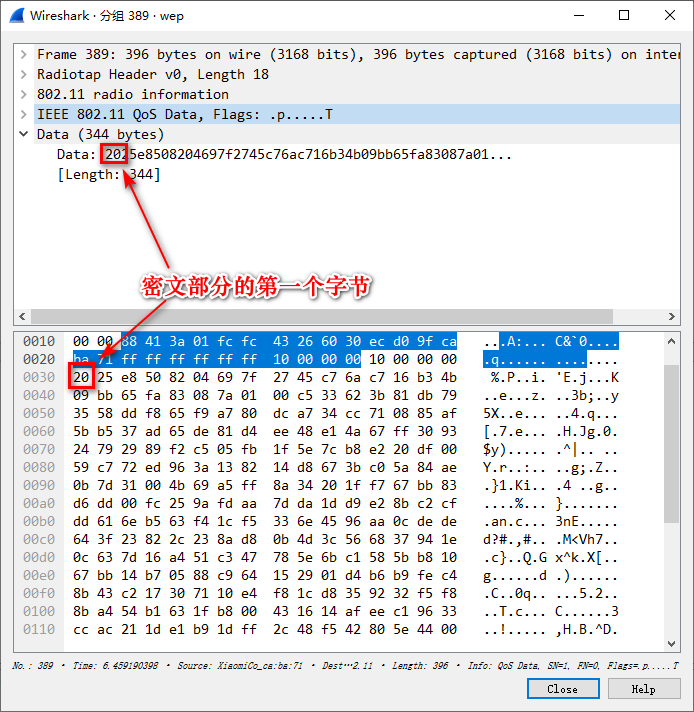 Wireshark · 分组 389 · wep
Frame 389: 396 bytes on wire (3168 bits), 396 bytes captured (3168 bits) on inter
Radiotap Header v0, Length 18
802.11 radio information
IEEE 802.11 QoS Data, Flags: .p.....T
Data (344 bytes)
Data: 2025e8508204697f2745c76ac716b34b09bb65fa83087a01...
[Length: 344]
密文部分的第一个字节
0010 00 00 88 41 3a 01 fc fc 43 26 60 30 ec d0 9f ca ...A:... C&`0....
0020 ba 71 ff ff ff ff ff ff 10 00 00 00 10 00 00 00 .q...... ........
0030 20 25 e8 50 82 04 69 7f 27 45 c7 6a c7 16 b3 4b %.P..i. 'E.j...K
0040 09 bb 65 fa 83 08 7a 01 00 c5 33 62 3b 81 db 79 ..e...z. ..3b;..y
0050 35 58 dd f8 65 f9 a7 80 dc a7 34 cc 71 08 85 af 5X..e... ..4.q...
0060 5b b5 37 ad 65 de 81 d4 ee 48 e1 4a 67 ff 30 93 [.7.e... .H.Jg.0.
0070 24 79 29 89 f2 c5 05 fb 1f 5e 7c b8 e2 20 df 00 $y)..... .^|.. ..
0080 59 c7 72 ed 96 3a 13 82 14 d8 67 3b c0 5a 84 ae Y.r..:.. ..g;.Z..
0090 0b 7d 31 00 4b 69 a5 ff 8a 34 20 1f f7 67 bb 83 .}1.Ki.. .4 ..g..
00a0 d6 dd 00 fc 25 9a fd aa 7d da 1d d9 e2 8b c2 cf ....%... }.......
00b0 dd 61 6e b5 63 f4 1c f5 33 6e 45 96 aa 0c de de .an.c... 3nE.....
00c0 64 3f 23 82 2c 23 8a d8 0b 4d 3c 56 68 37 94 1e d?#.,#.. .M<Vh7..
00d0 0c 63 7d 16 a4 51 c3 47 78 5e 6b c1 58 5b b8 10 .c}..Q.G x^k.X[..
00e0 67 bb 14 b7 05 88 c9 64 15 29 01 d4 b6 b9 fe c4 g......d .)......
00f0 8b 43 c2 17 30 71 10 e4 f8 1c d8 35 92 32 f5 f8 .C..0q.. ...5.2..
0100 8b a4 54 b1 63 1f b8 00 43 16 14 af ee c1 96 33 ..T.c... C......3
0110 cc ac 21 1d e1 b9 1d ff 2c 48 f5 42 80 5e 44 00 ..!..... ,H.B.^D.
No.: 389 · Time: 6.459190398 · Source: XiaomiCo_ca:ba:71 · Dest…2.11 · Length: 396 · Info: QoS Data, SN=1, FN=0, Flags=.p.....T
Close
Help